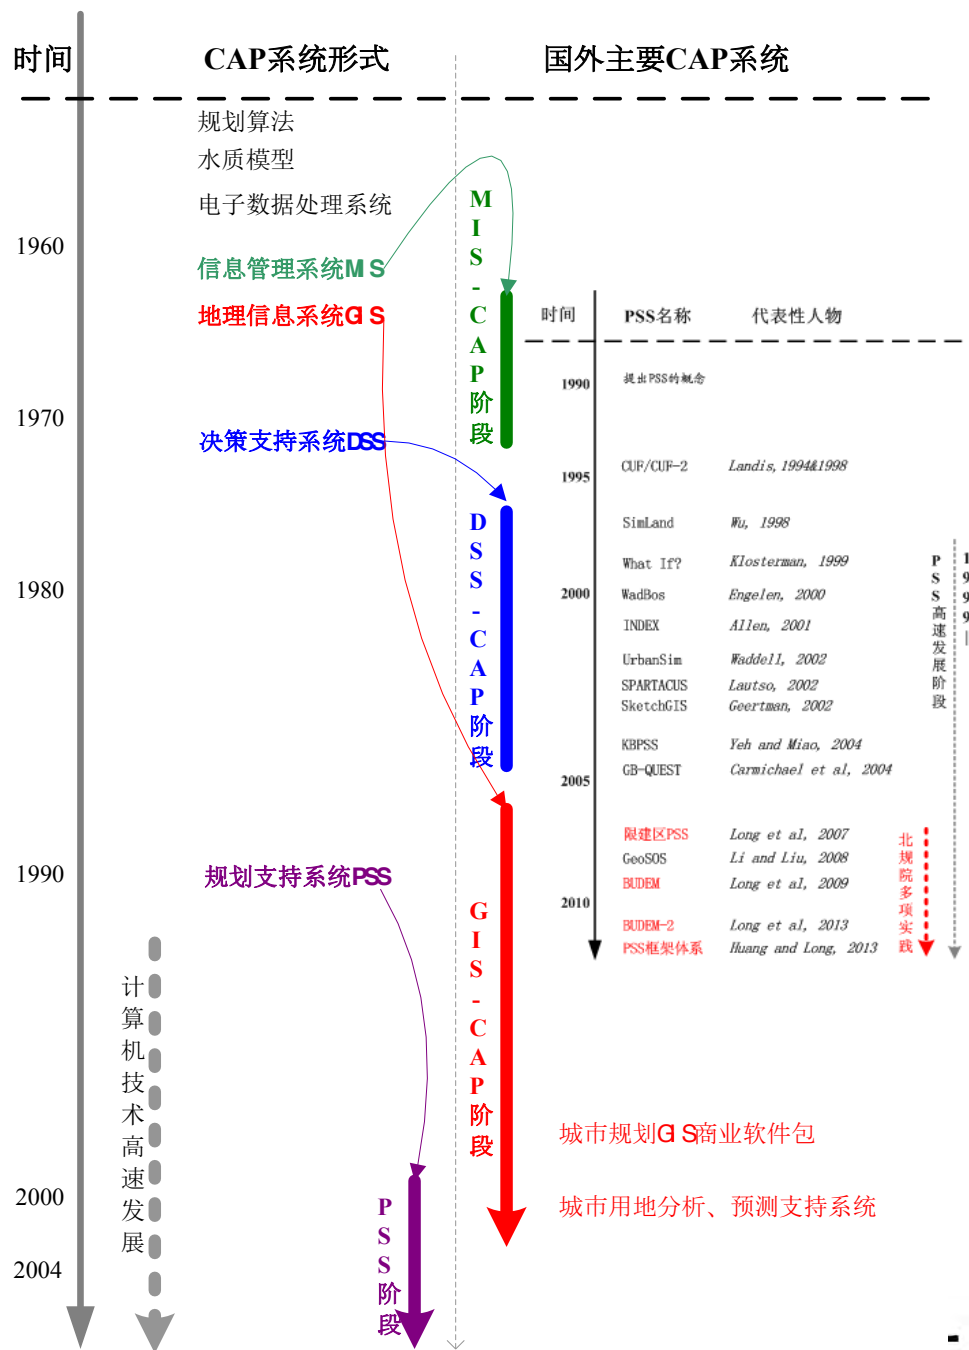 时间 CAP系统形式 国外主要CAP系统
规划算法
水质模型
电子数据处理系统
1960
信息管理系统MIS
地理信息系统GIS
1970
决策支持系统DSS
1980
1990
规划支持系统PSS
2000
2004
计算机技术高速发展
MIS-CAP阶段
DSS-CAP阶段
GIS-CAP阶段
PSS阶段
时间 PSS名称 代表性人物
1990 提出PSS的概念
CUF/CUF-2 Landis, 1994&1998
1995
SimLand Wu, 1998
What If? Klosterman, 1999
2000 WadBos Engelen, 2000
INDEX Allen, 2001
UrbanSim Waddell, 2002
SPARTACUS Lautso, 2002
SketchGIS Geertman, 2002
KBPSS Yeh and Miao, 2004
GB-QUEST Carmichael et al, 2004
2005
限建区PSS Long et al, 2007
GeoSOS Li and Liu, 2008
BUDEM Long et al, 2009
2010
BUDEM-2 Long et al, 2013
PSS框架体系 Huang and Long, 2013
PSS高速发展阶段
1999—
北规院多项实践
城市规划GIS商业软件包
城市用地分析、预测支持系统